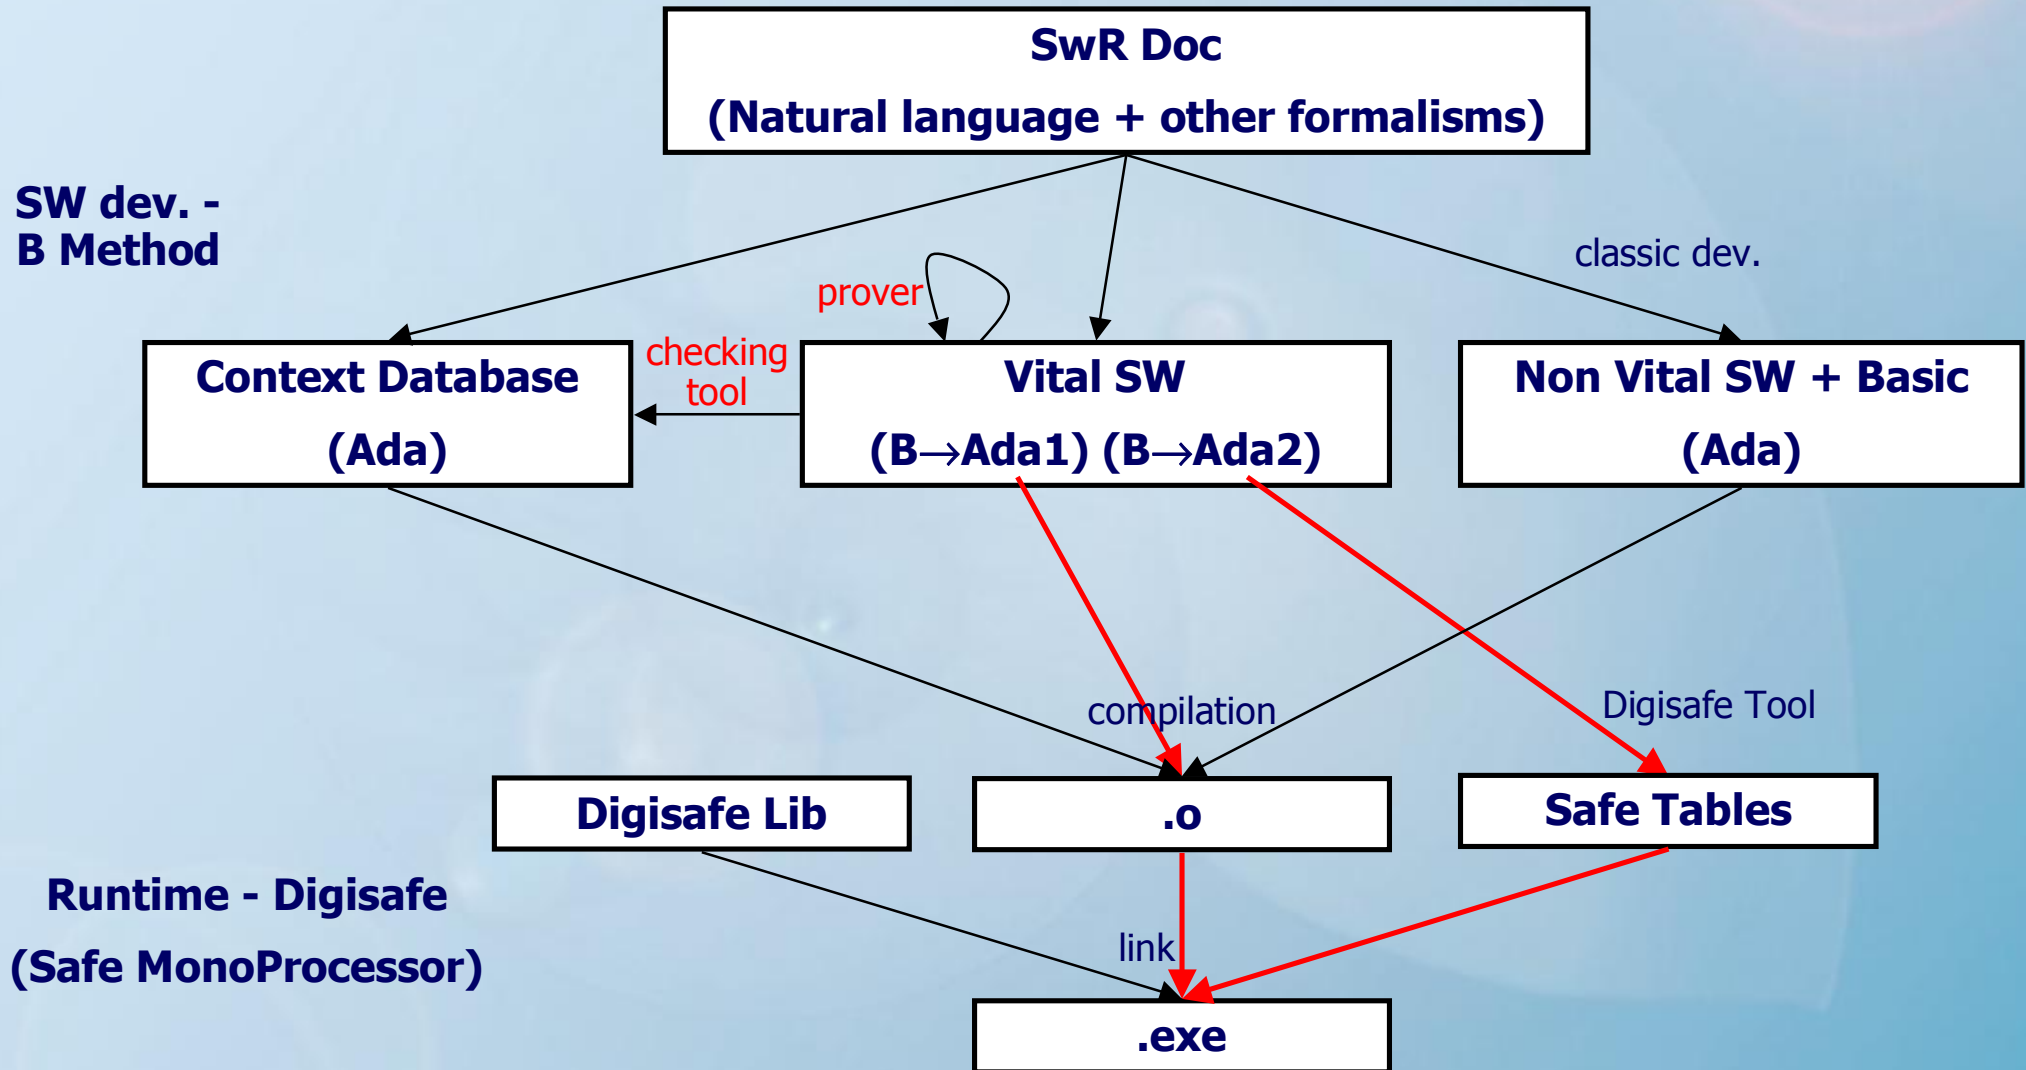 SwR Doc
(Natural language + other formalisms)
SW dev. -
B Method
classic dev.
prover
checking
tool
Context Database
(Ada)
Vital SW
(B→Ada1) (B→Ada2)
Non Vital SW + Basic
(Ada)
compilation
Digisafe Tool
Digisafe Lib
.o
Safe Tables
Runtime - Digisafe
(Safe MonoProcessor)
link
.exe